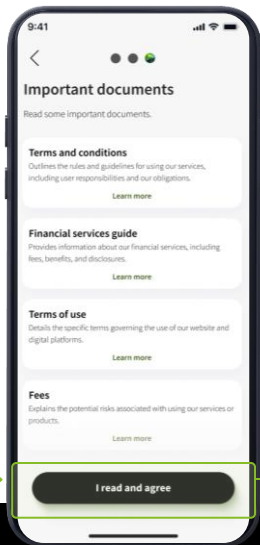 9:41
Important documents
Read some important documents.
Terms and conditions
Outlines the rules and guidelines for using our services,
including user responsibilities and our obligations.
Learn more
Financial services guide
Provides information about our financial services, including
fees, benefits, and disclosures.
Learn more
Terms of use
Details the specific terms governing the use of our website and
digital platforms.
Learn more
Fees
Explains the potential risks associated with using our services or
products.
Learn more
I read and agree